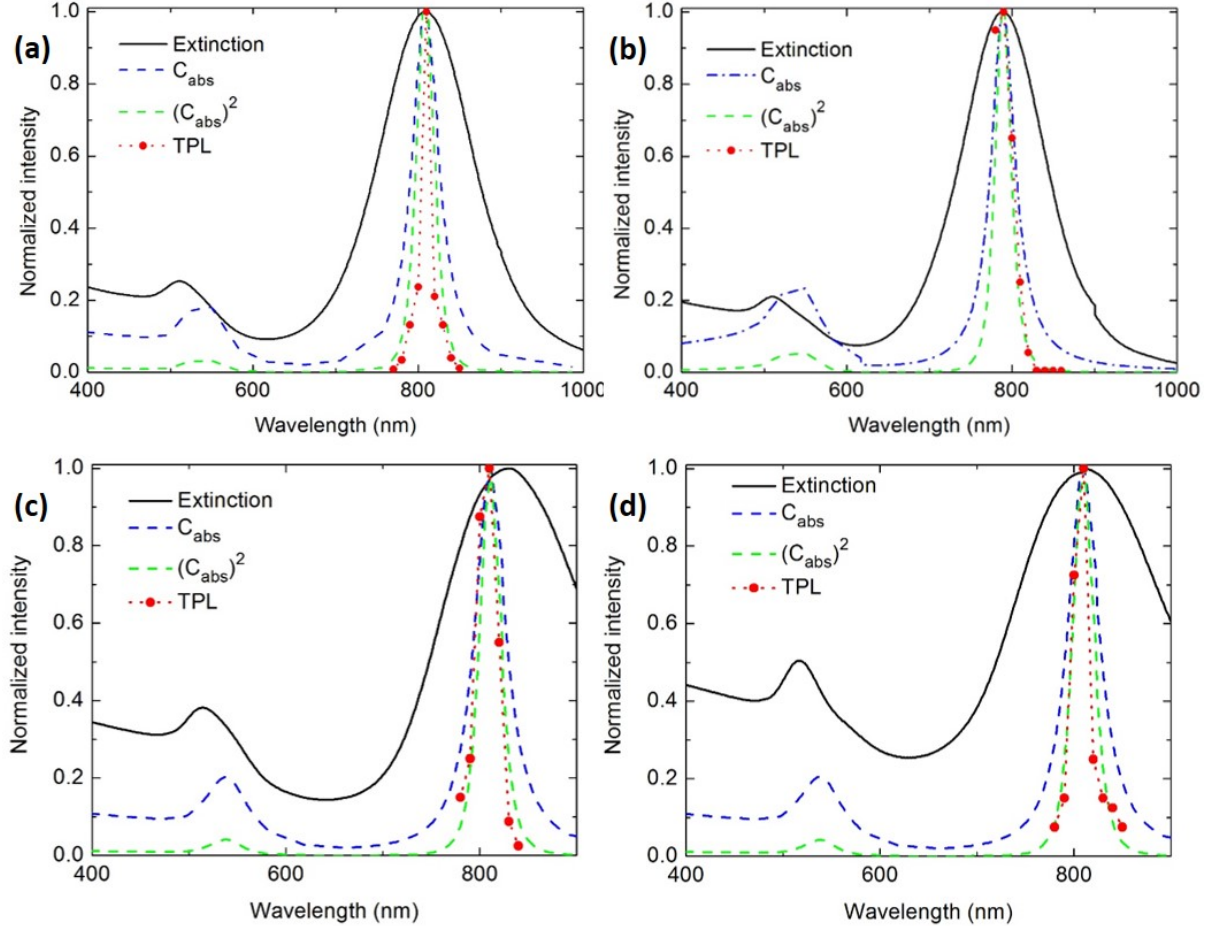 (a)
Extinction
C_abs
(C_abs)^2
TPL
Normalized intensity
1.0
0.8
0.6
0.4
0.2
0.0
400 600 800 1000
Wavelength (nm)
(b)
Extinction
C_abs
(C_abs)^2
TPL
Normalized intensity
1.0
0.8
0.6
0.4
0.2
0.0
400 600 800 1000
Wavelength (nm)
(c)
Extinction
C_abs
(C_abs)^2
TPL
Normalized intensity
1.0
0.8
0.6
0.4
0.2
0.0
400 600 800
Wavelength (nm)
(d)
Extinction
C_abs
(C_abs)^2
TPL
Normalized intensity
1.0
0.8
0.6
0.4
0.2
0.0
400 600 800
Wavelength (nm)